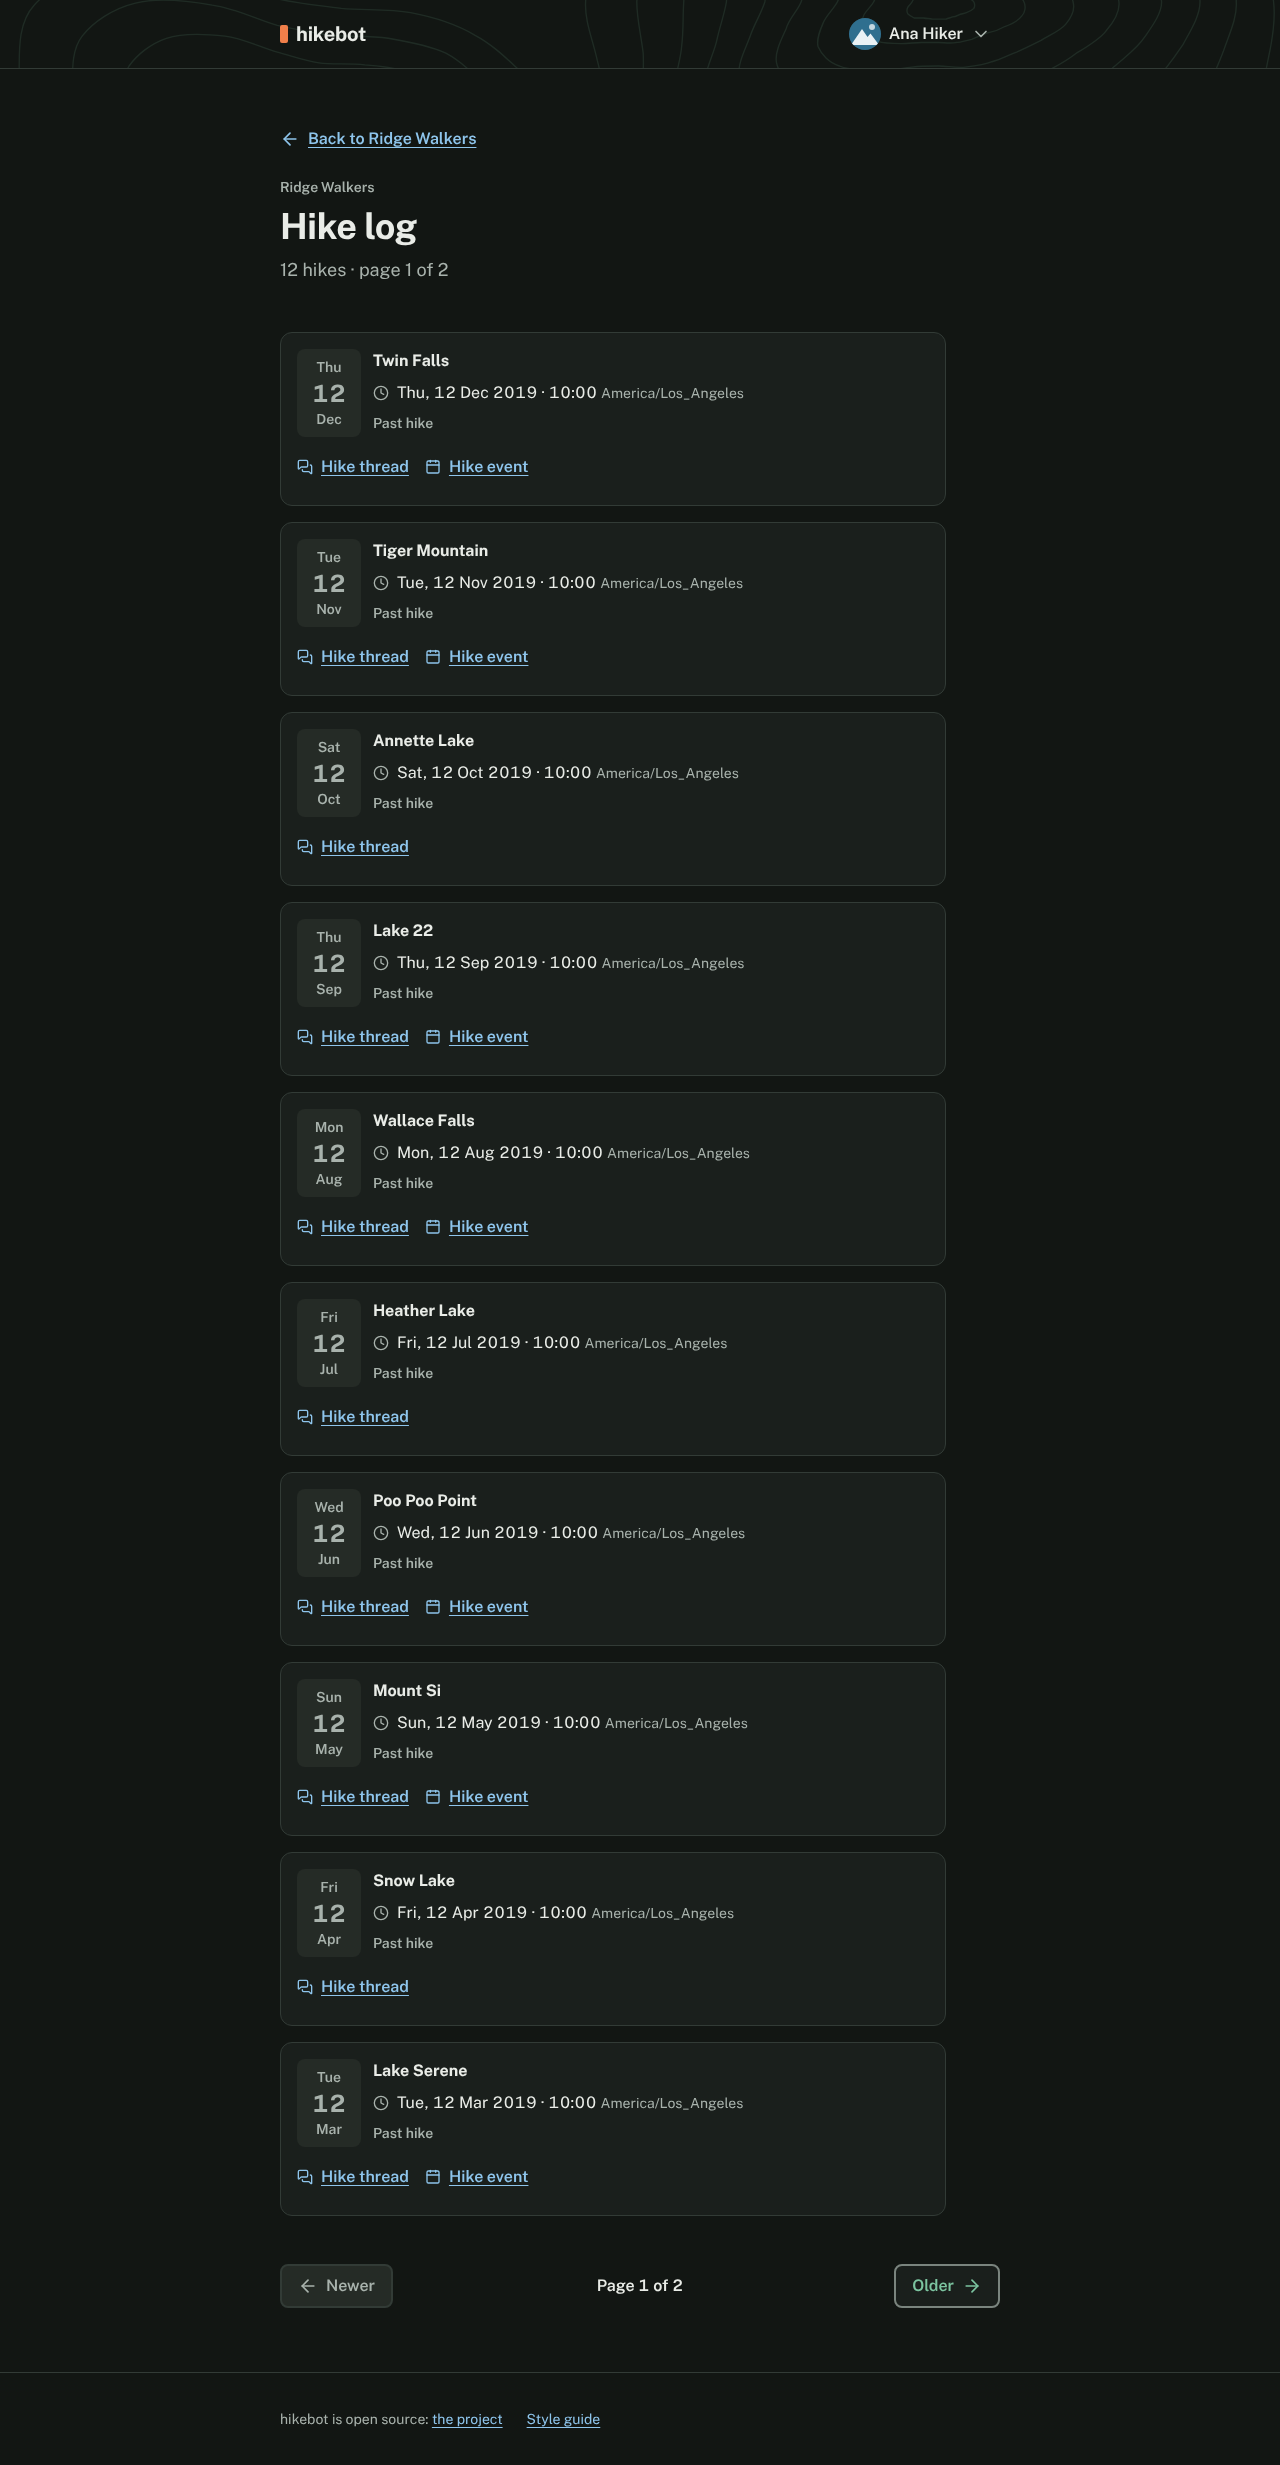 hikebot
Ana Hiker
Back to Ridge Walkers
Ridge Walkers
Hike log
12 hikes · page 1 of 2
Thu
12
Dec
Twin Falls
Thu, 12 Dec 2019 · 10:00 America/Los_Angeles
Past hike
Hike thread Hike event
Tue
12
Nov
Tiger Mountain
Tue, 12 Nov 2019 · 10:00 America/Los_Angeles
Past hike
Hike thread Hike event
Sat
12
Oct
Annette Lake
Sat, 12 Oct 2019 · 10:00 America/Los_Angeles
Past hike
Hike thread
Thu
12
Sep
Lake 22
Thu, 12 Sep 2019 · 10:00 America/Los_Angeles
Past hike
Hike thread Hike event
Mon
12
Aug
Wallace Falls
Mon, 12 Aug 2019 · 10:00 America/Los_Angeles
Past hike
Hike thread Hike event
Fri
12
Jul
Heather Lake
Fri, 12 Jul 2019 · 10:00 America/Los_Angeles
Past hike
Hike thread
Wed
12
Jun
Poo Poo Point
Wed, 12 Jun 2019 · 10:00 America/Los_Angeles
Past hike
Hike thread Hike event
Sun
12
May
Mount Si
Sun, 12 May 2019 · 10:00 America/Los_Angeles
Past hike
Hike thread Hike event
Fri
12
Apr
Snow Lake
Fri, 12 Apr 2019 · 10:00 America/Los_Angeles
Past hike
Hike thread
Tue
12
Mar
Lake Serene
Tue, 12 Mar 2019 · 10:00 America/Los_Angeles
Past hike
Hike thread Hike event
Newer
Page 1 of 2
Older
hikebot is open source: the project Style guide